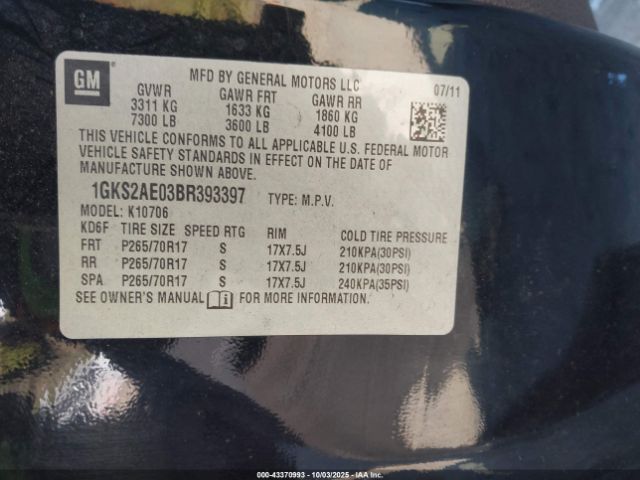 GM
MFD BY GENERAL MOTORS LLC
GVWR GAWR FRT GAWR RR 07/11
3311 KG 1633 KG 1860 KG
7300 LB 3600 LB 4100 LB
THIS VEHICLE CONFORMS TO ALL APPLICABLE U.S. FEDERAL MOTOR
VEHICLE SAFETY STANDARDS IN EFFECT ON THE DATE OF
MANUFACTURE SHOWN ABOVE.
1GKS2AE03BR393397 TYPE: M.P.V.
MODEL: K10706
KD6F TIRE SIZE SPEED RTG RIM COLD TIRE PRESSURE
FRT P265/70R17 S 17X7.5J 210KPA(30PSI)
RR P265/70R17 S 17X7.5J 210KPA(30PSI)
SPA P265/70R17 S 17X7.5J 240KPA(35PSI)
SEE OWNER'S MANUAL FOR MORE INFORMATION.
000-43370993 - 10/03/2025 - IAA, Inc.